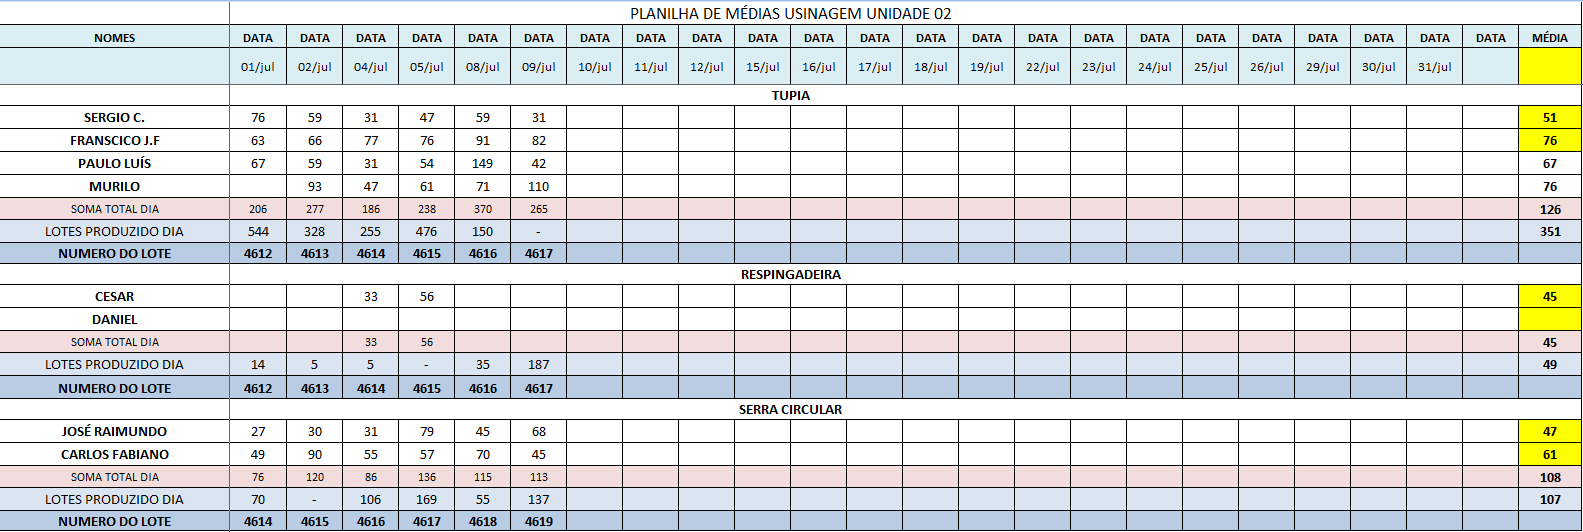 PLANILHA DE MÉDIAS USINAGEM UNIDADE 02
NOMES DATA DATA DATA DATA DATA DATA DATA DATA DATA DATA DATA DATA DATA DATA DATA DATA DATA DATA DATA DATA DATA DATA DATA MÉDIA
01/jul 02/jul 04/jul 05/jul 08/jul 09/jul 10/jul 11/jul 12/jul 15/jul 16/jul 17/jul 18/jul 19/jul 22/jul 23/jul 24/jul 25/jul 26/jul 29/jul 30/jul 31/jul
TUPIA
SERGIO C. 76 59 31 47 59 31 51
FRANSCICO J.F 63 66 77 76 91 82 76
PAULO LUÍS 67 59 31 54 149 42 67
MURILO 93 47 61 71 110 76
SOMA TOTAL DIA 206 277 186 238 370 265 126
LOTES PRODUZIDO DIA 544 328 255 476 150 - 351
NUMERO DO LOTE 4612 4613 4614 4615 4616 4617
RESPINGADEIRA
CESAR 33 56 45
DANIEL
SOMA TOTAL DIA 33 56 45
LOTES PRODUZIDO DIA 14 5 5 - 35 187 49
NUMERO DO LOTE 4612 4613 4614 4615 4616 4617
SERRA CIRCULAR
JOSÉ RAIMUNDO 27 30 31 79 45 68 47
CARLOS FABIANO 49 90 55 57 70 45 61
SOMA TOTAL DIA 76 120 86 136 115 113 108
LOTES PRODUZIDO DIA 70 - 106 169 55 137 107
NUMERO DO LOTE 4614 4615 4616 4617 4618 4619